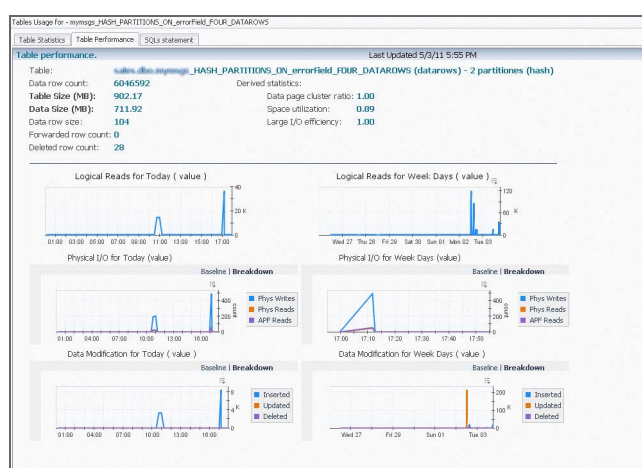 Tables Usage for - mymsgs_HASH_PARTITIONS_ON_errorField_FOUR_DATAROWS
Table Statistics Table Performance SQLs statement
Table performance. Last Updated 5/3/11 5:55 PM
Table: _HASH_PARTITIONS_ON_errorField_FOUR_DATAROWS (datarows) - 2 partitiones (hash)
Data row count: 6046592 Derived statistics:
Table Size (MB): 902.17 Data page cluster ratio: 1.00
Data Size (MB): 711.92 Space utilization: 0.89
Data row size: 104 Large I/O efficiency: 1.00
Forwarded row count: 0
Deleted row count: 28
Logical Reads for Today ( value )
40
20 K
0
01:00 03:00 05:00 07:00 09:00 11:00 13:00 15:00 17:00
Logical Reads for Week Days ( value )
120
60 K
0
Wed 27 Thu 28 Fri 29 Sat 30 Sun 01 Mon 02 Tue 03
Physical I/O for Today (value)
Baseline | Breakdown
400
200
0
count
Phys Writes
Phys Reads
APF Reads
01:00 04:00 07:00 10:00 13:00 16:00
Physical I/O for Week Days (value)
Baseline | Breakdown
400
200
0
count
Phys Writes
Phys Reads
APF Reads
17:00 17:10 17:20 17:30 17:40 17:50
Data Modification for Today ( value )
Baseline | Breakdown
8
4 K
0
Inserted
Updated
Deleted
01:00 04:00 07:00 10:00 13:00 16:00
Data Modification for Week Days ( value )
Baseline | Breakdown
200
100 K
0
Inserted
Updated
Deleted
Wed 27 Fri 29 Sun 01 Tue 03